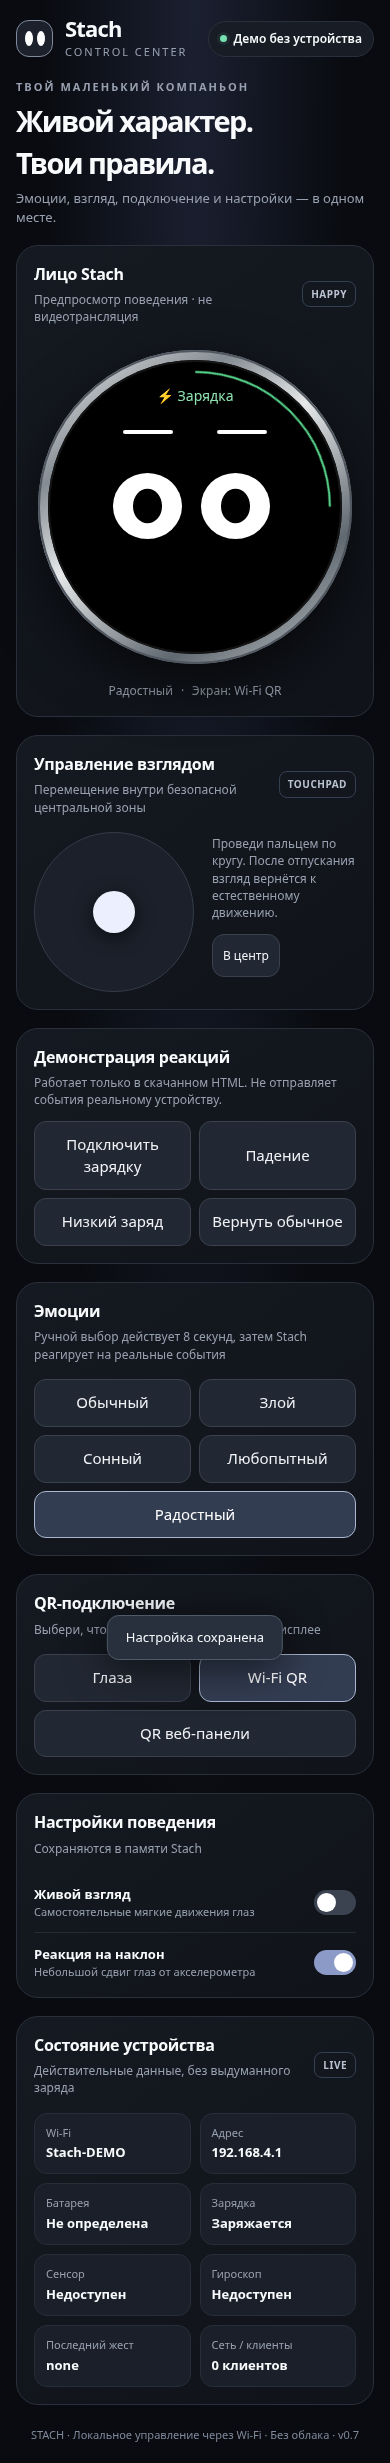 Stach
CONTROL CENTER
Демо без устройства
ТВОЙ МАЛЕНЬКИЙ КОМПАНЬОН
Живой характер.
Твои правила.
Эмоции, взгляд, подключение и настройки — в одном
месте.
Лицо Stach
Предпросмотр поведения · не
видеотрансляция
HAPPY
⚡ Зарядка
Радостный · Экран: Wi-Fi QR
Управление взглядом
Перемещение внутри безопасной
центральной зоны
TOUCHPAD
Проведи пальцем по
кругу. После отпускания
взгляд вернётся к
естественному
движению.
В центр
Демонстрация реакций
Работает только в скачанном HTML. Не отправляет
события реальному устройству.
Подключить
зарядку
Падение
Низкий заряд
Вернуть обычное
Эмоции
Ручной выбор действует 8 секунд, затем Stach
реагирует на реальные события
Обычный
Злой
Сонный
Любопытный
Радостный
QR-подключение
Выбери, что
Настройка сохранена
Глаза
Wi-Fi QR
QR веб-панели
Настройки поведения
Сохраняются в памяти Stach
Живой взгляд
Самостоятельные мягкие движения глаз
Реакция на наклон
Небольшой сдвиг глаз от акселерометра
Состояние устройства
Действительные данные, без выдуманного
заряда
LIVE
Wi-Fi
Stach-DEMO
Адрес
192.168.4.1
Батарея
Не определена
Зарядка
Заряжается
Сенсор
Недоступен
Гироскоп
Недоступен
Последний жест
none
Сеть / клиенты
0 клиентов
STACH · Локальное управление через Wi-Fi · Без облака · v0.7